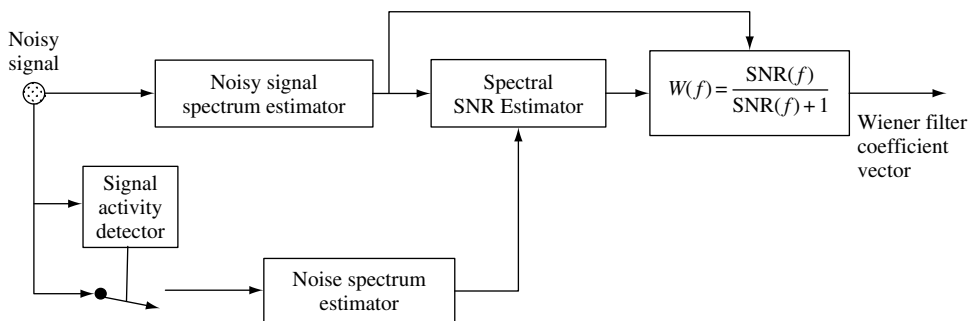 Noisy
signal
Noisy signal
spectrum estimator
Spectral
SNR Estimator
W(f) = SNR(f) / SNR(f) + 1
Wiener filter
coefficient
vector
Signal
activity
detector
Noise spectrum
estimator